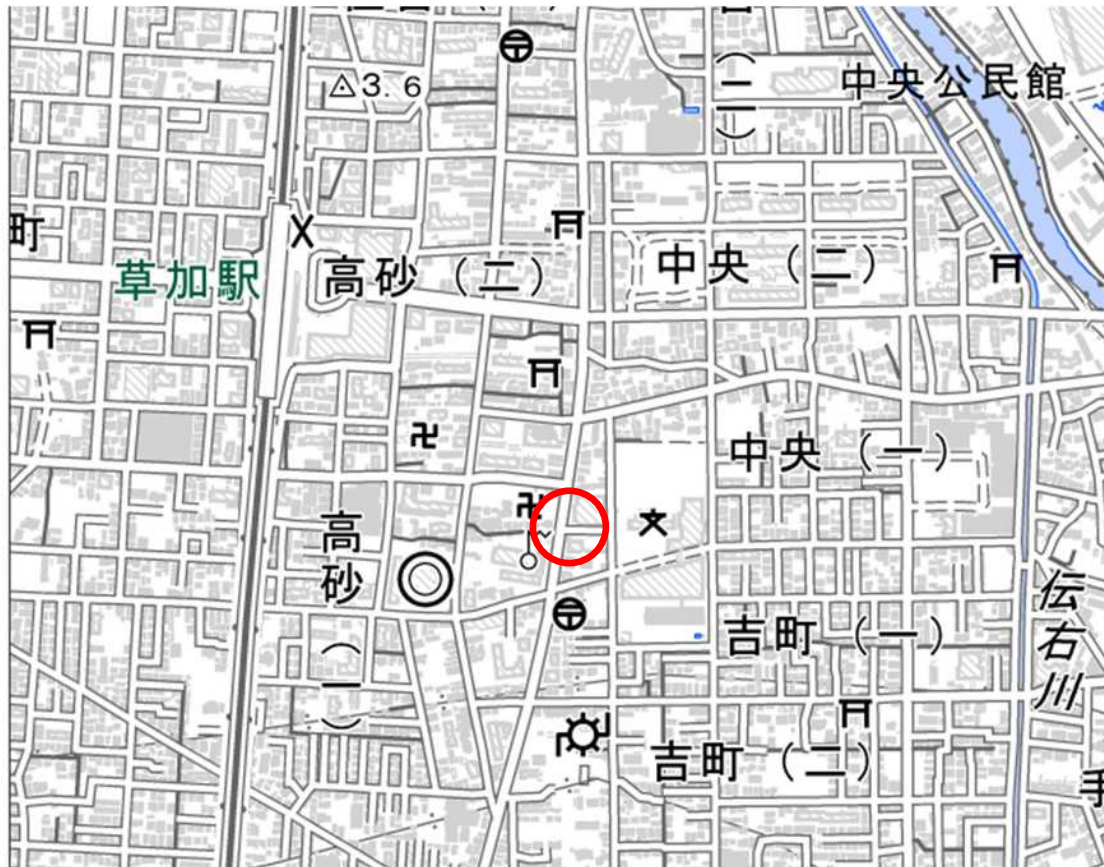 3.6
中央公民館
(二)
町
草加駅
高砂(二)
中央(二)
中央(一)
高砂(一)
吉町(一)
伝右川
吉町(二)
手